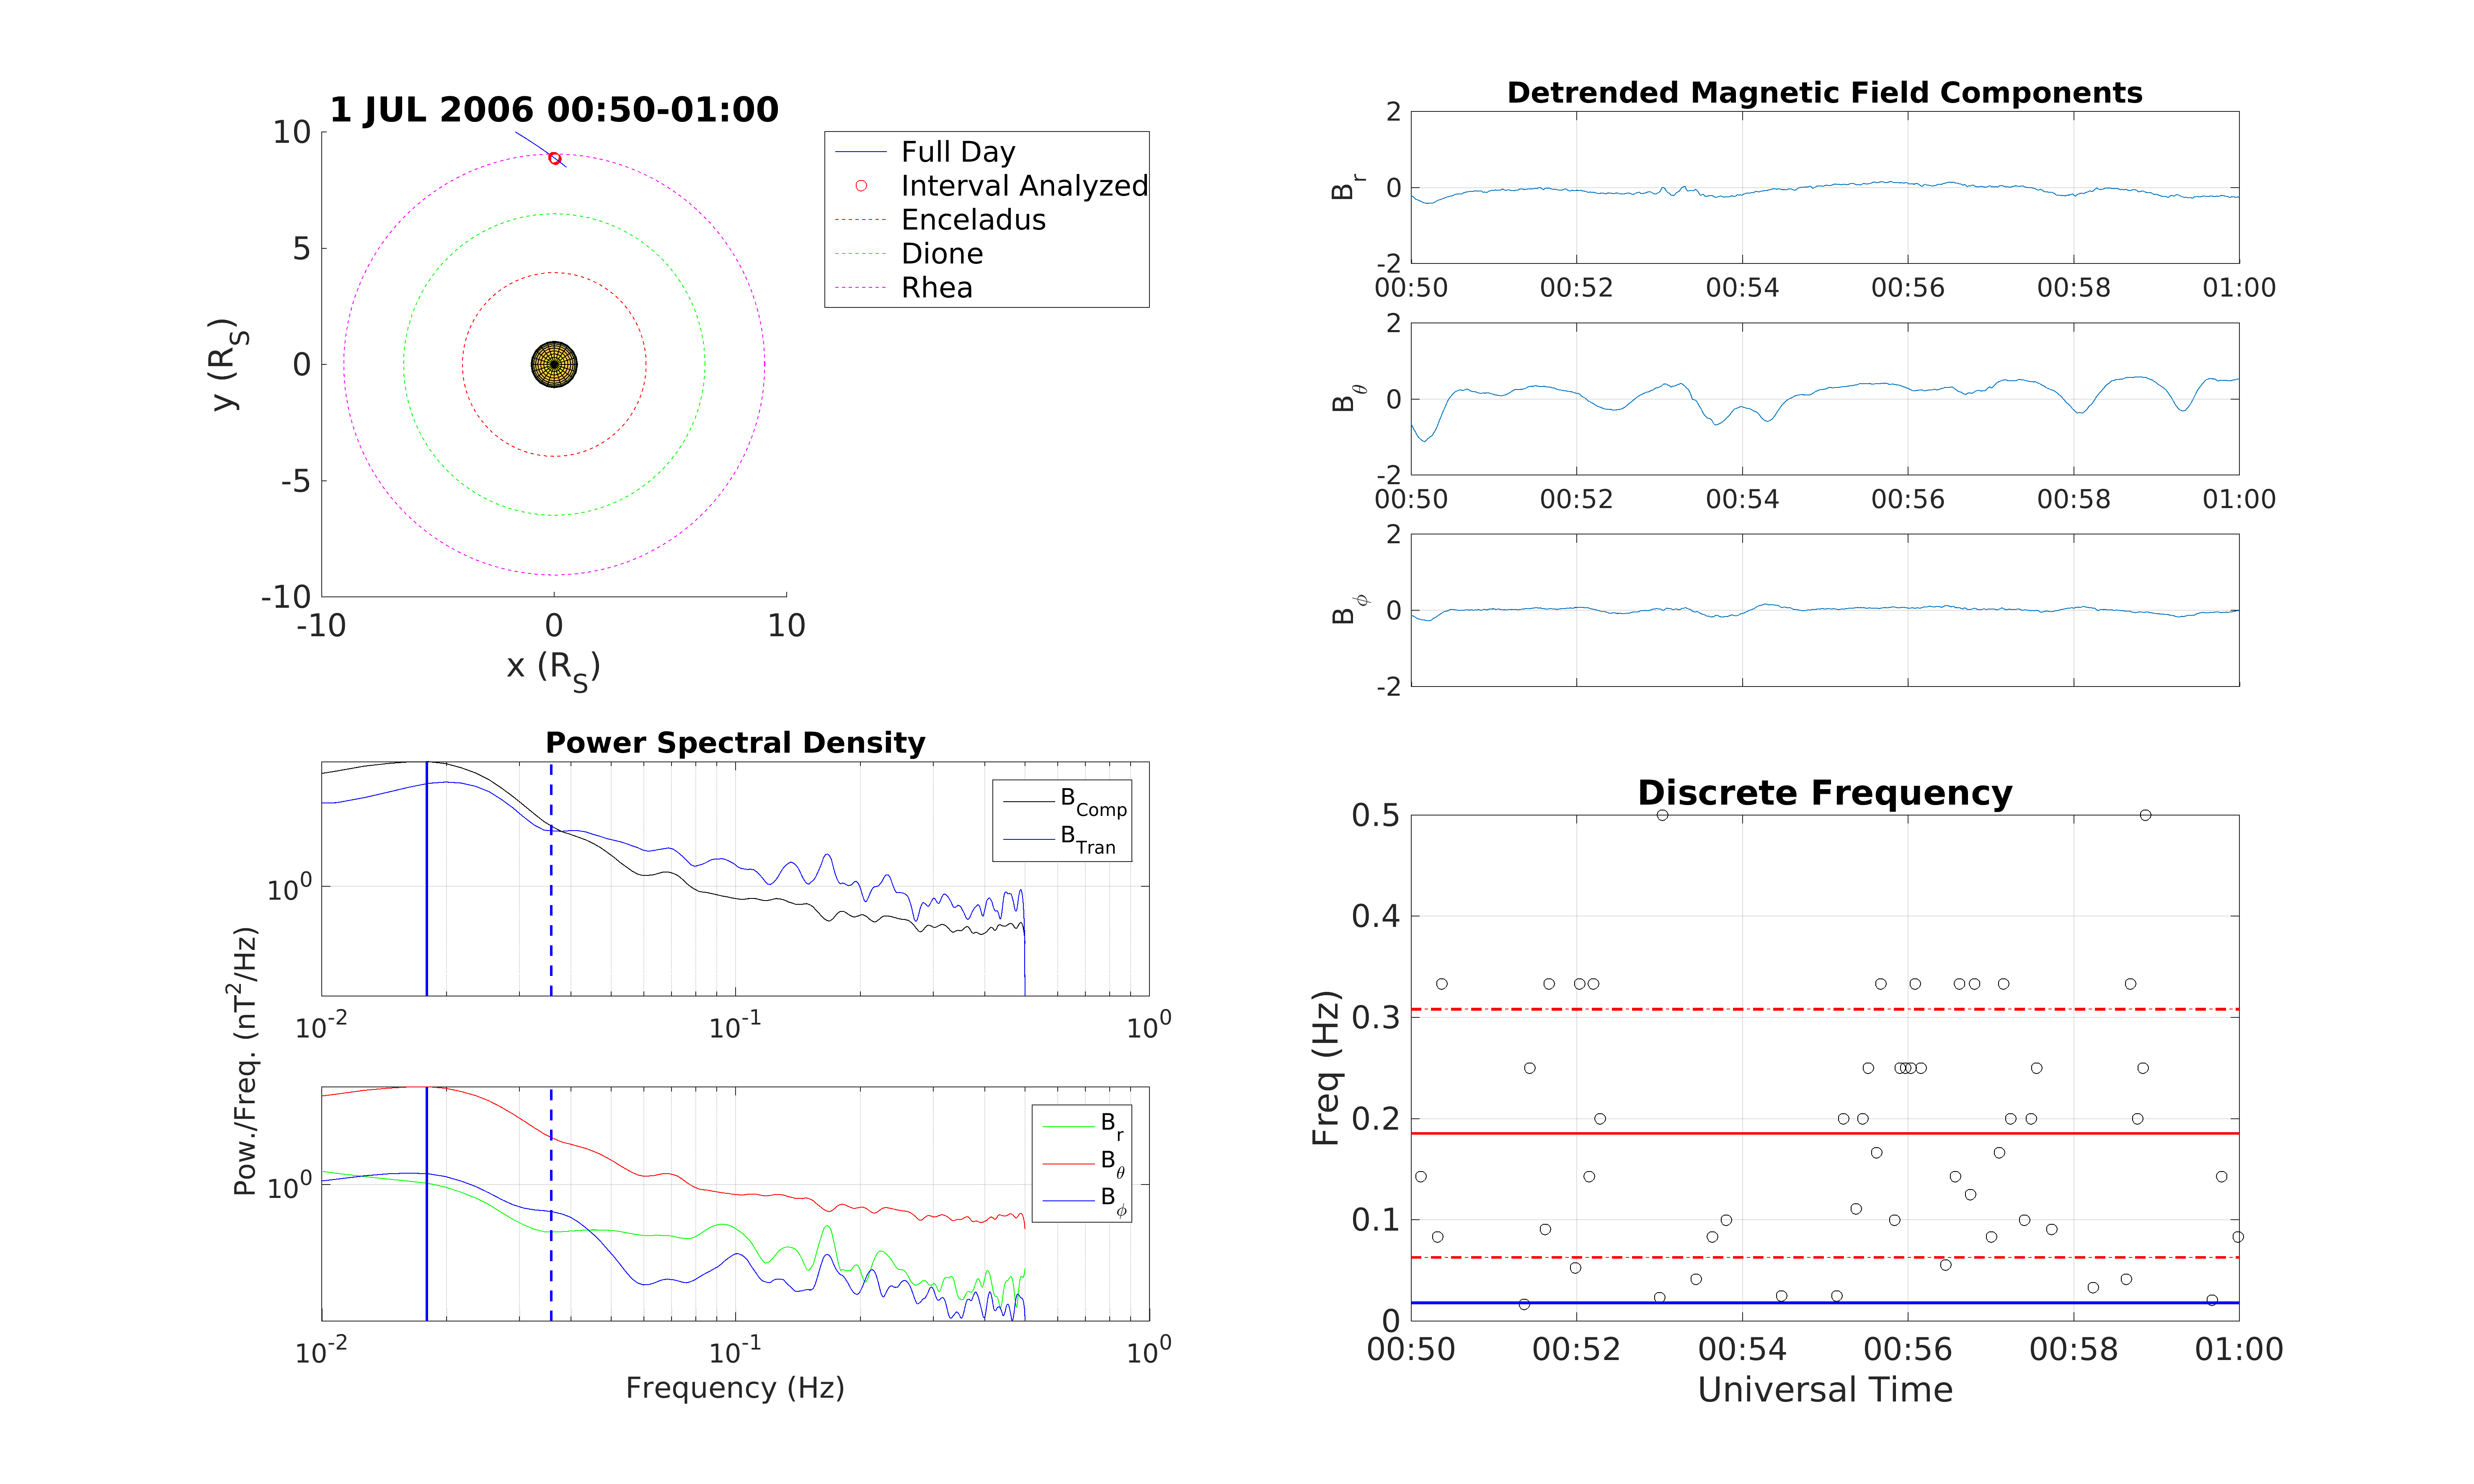 1 JUL 2006 00:50-01:00
10
5
0
-5
-10
-10 0 10
y (R_S)
x (R_S)
Full Day
Interval Analyzed
Enceladus
Dione
Rhea
Detrended Magnetic Field Components
2
0
-2
B_r
00:50 00:52 00:54 00:56 00:58 01:00
2
0
-2
B_θ
00:50 00:52 00:54 00:56 00:58 01:00
2
0
-2
B_ϕ
Power Spectral Density
10^0
B_Comp
B_Tran
10^-2 10^-1 10^0
Pow./Freq. (nT^2/Hz)
10^0
B_r
B_θ
B_ϕ
10^-2 10^-1 10^0
Frequency (Hz)
Discrete Frequency
0.5
0.4
0.3
0.2
0.1
0
Freq (Hz)
00:50 00:52 00:54 00:56 00:58 01:00
Universal Time